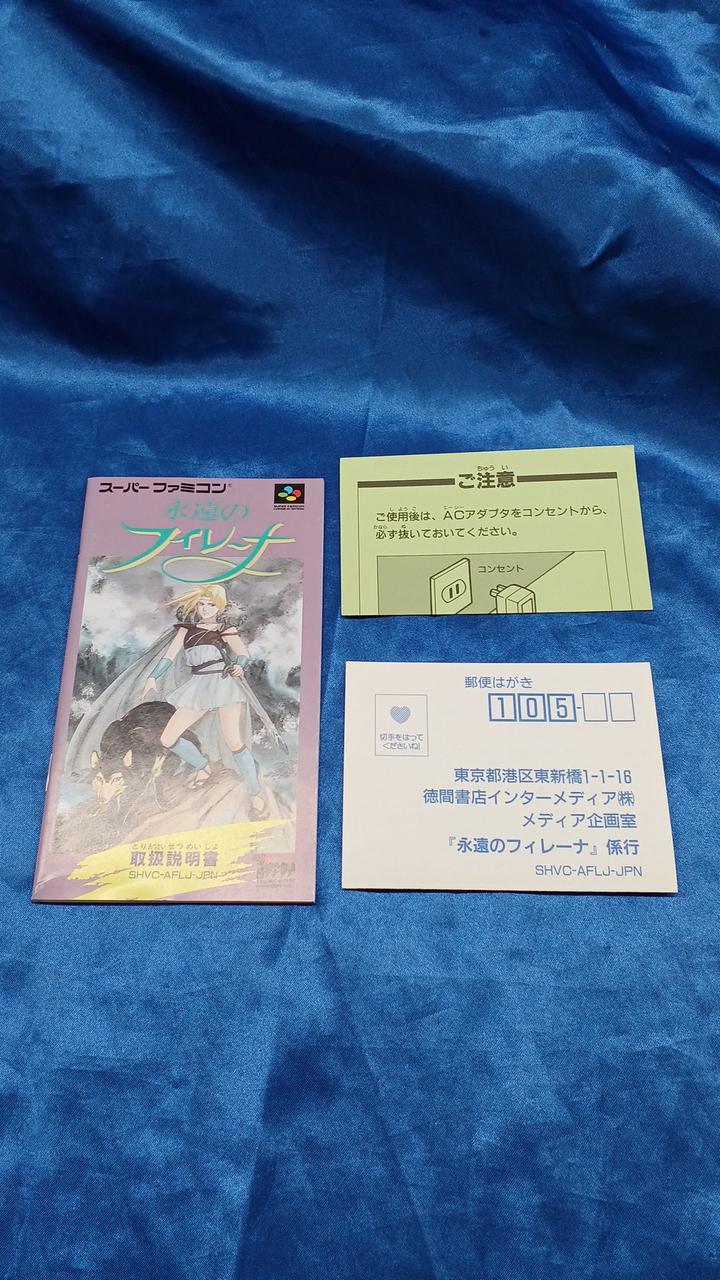 スーパーファミコン
SUPER FAMICOM
永遠の
フィレーナ
とりあつかいせつめいしょ
取扱説明書
SHVC-AFLJ-JPN
ちゅうい
ご注意
しようご エーシー
ご使用後は、ACアダプタをコンセントから、
かなら ぬ
必ず抜いておいてください。
コンセント
郵便はがき
105-
切手をはって
くださいね!
東京都港区東新橋1-1-16
徳間書店インターメディア㈱
メディア企画室
『永遠のフィレーナ』係行
SHVC-AFLJ-JPN